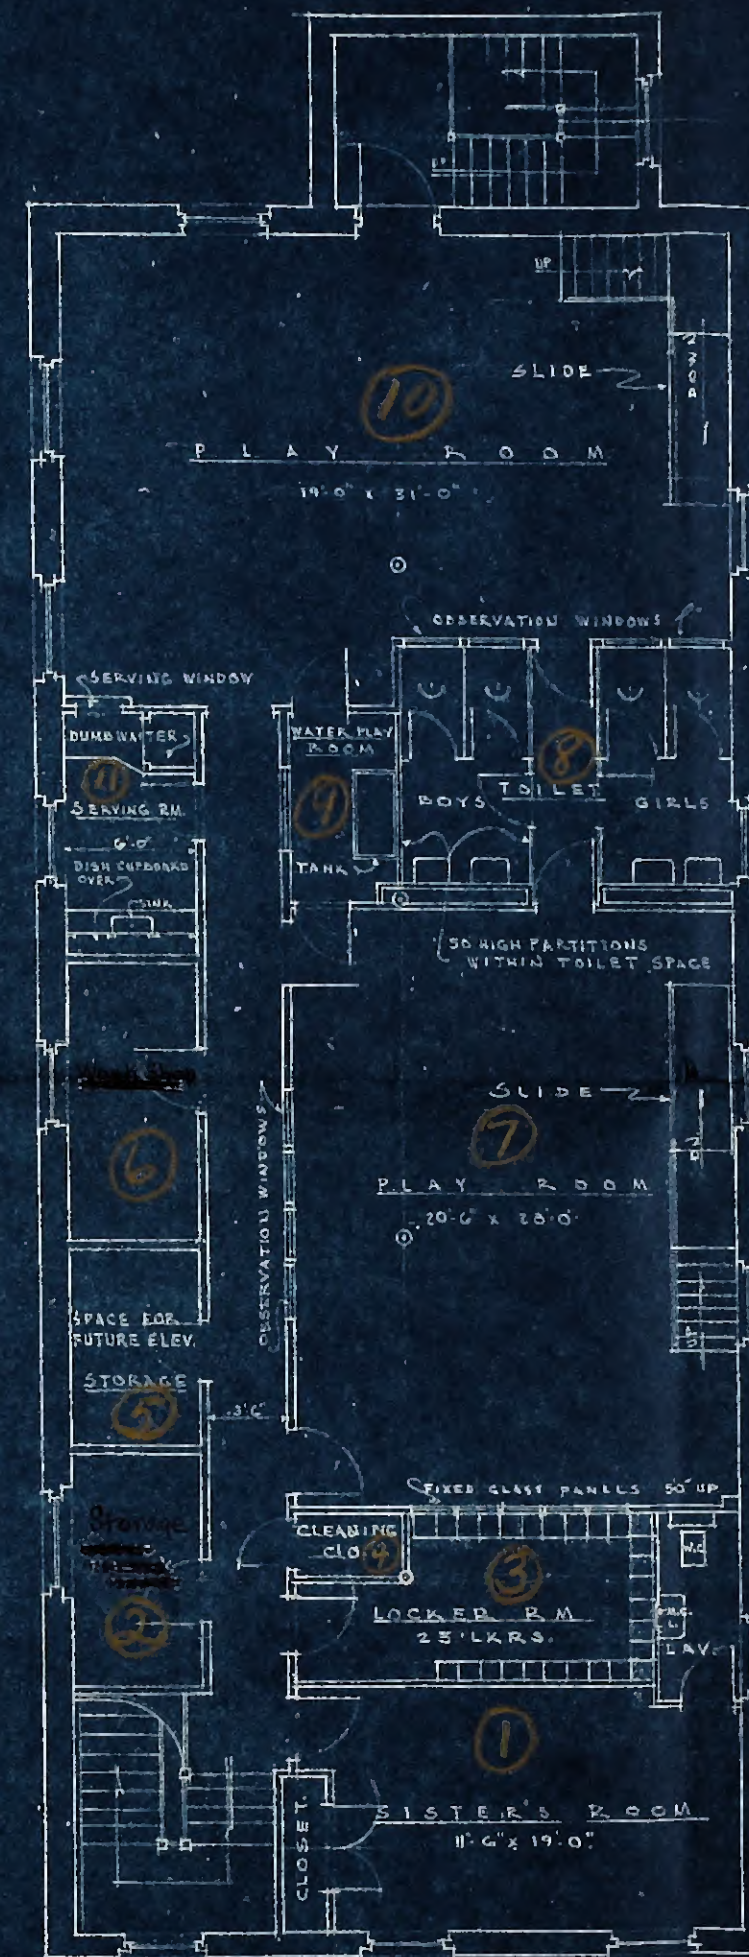 UP
UP
SLIDE
10
PLAY ROOM
19'-0" x 31'-0"
OBSERVATION WINDOWS
SERVING WINDOW
DUMBWAITER
11
SERVING RM.
6'-0"
DISH CUPBOARD
OVER
SINK
WATER PLAY
ROOM
9
TANK
8
TOILET
BOYS
GIRLS
50" HIGH PARTITIONS
WITHIN TOILET SPACE
Work Shop
6
OBSERVATION WINDOWS
SLIDE
7
PLAY ROOM
20'-6" x 28'-0"
SPACE FOR
FUTURE ELEV.
STORAGE
5
3'-6"
FIXED GLASS PANELS 50" UP
Storage
2
CLEANING
CLO.
4
3
LOCKER RM
25 LKRS.
W.C.
LAV.
1
SISTER'S ROOM
11'-6" x 19'-0"
CLOSET.